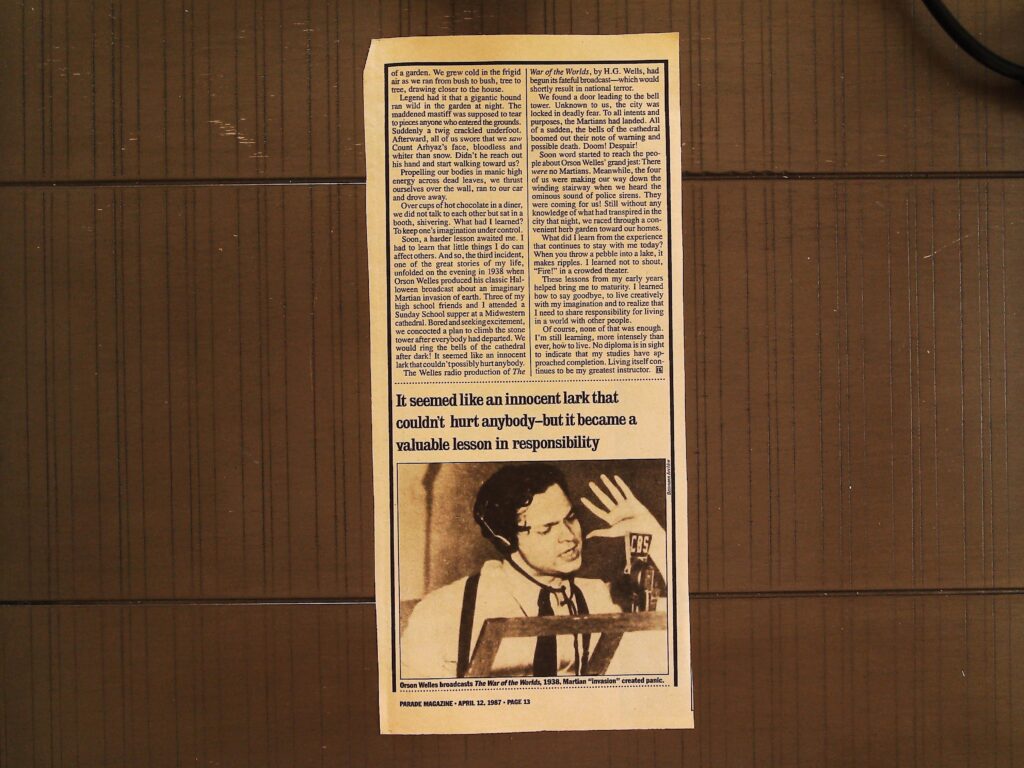 of a garden. We grew cold in the frigid
air as we ran from bush to bush, tree to
tree, drawing closer to the house.
Legend had it that a gigantic hound
ran wild in the garden at night. The
maddened mastiff was supposed to tear
to pieces anyone who entered the grounds.
Suddenly a twig crackled underfoot.
Afterward, all of us swore that we saw
Count Arhyaz's face, bloodless and
whiter than snow. Didn't he reach out
his hand and start walking toward us?
Propelling our bodies in manic high
energy across dead leaves, we thrust
ourselves over the wall, ran to our car
and drove away.
Over cups of hot chocolate in a diner,
we did not talk to each other but sat in a
booth, shivering. What had I learned?
To keep one's imagination under control.
Soon, a harder lesson awaited me. I
had to learn that little things I do can
affect others. And so, the third incident,
one of the great stories of my life,
unfolded on the evening in 1938 when
Orson Welles produced his classic Hal-
loween broadcast about an imaginary
Martian invasion of earth. Three of my
high school friends and I attended a
Sunday School supper at a Midwestern
cathedral. Bored and seeking excitement,
we concocted a plan to climb the stone
tower after everybody had departed. We
would ring the bells of the cathedral
after dark! It seemed like an innocent
lark that couldn't possibly hurt anybody.
The Welles radio production of The
War of the Worlds, by H.G. Wells, had
begun its fateful broadcast—which would
shortly result in national terror.
We found a door leading to the bell
tower. Unknown to us, the city was
locked in deadly fear. To all intents and
purposes, the Martians had landed. All
of a sudden, the bells of the cathedral
boomed out their note of warning and
possible death. Doom! Despair!
Soon word started to reach the peo-
ple about Orson Welles' grand jest: There
were no Martians. Meanwhile, the four
of us were making our way down the
winding stairway when we heard the
ominous sound of police sirens. They
were coming for us! Still without any
knowledge of what had transpired in the
city that night, we raced through a con-
venient herb garden toward our homes.
What did I learn from the experience
that continues to stay with me today?
When you throw a pebble into a lake, it
makes ripples. I learned not to shout,
"Fire!" in a crowded theater.
These lessons from my early years
helped bring me to maturity. I learned
how to say goodbye, to live creatively
with my imagination and to realize that
I need to share responsibility for living
in a world with other people.
Of course, none of that was enough.
I'm still learning, more intensely than
ever, how to live. No diploma is in sight
to indicate that my studies have ap-
proached completion. Living itself con-
tinues to be my greatest instructor.
It seemed like an innocent lark that
couldn't hurt anybody–but it became a
valuable lesson in responsibility
Bettmann Archive
CBS
Orson Welles broadcasts The War of the Worlds, 1938. Martian "invasion" created panic.
PARADE MAGAZINE • APRIL 12, 1987 • PAGE 13